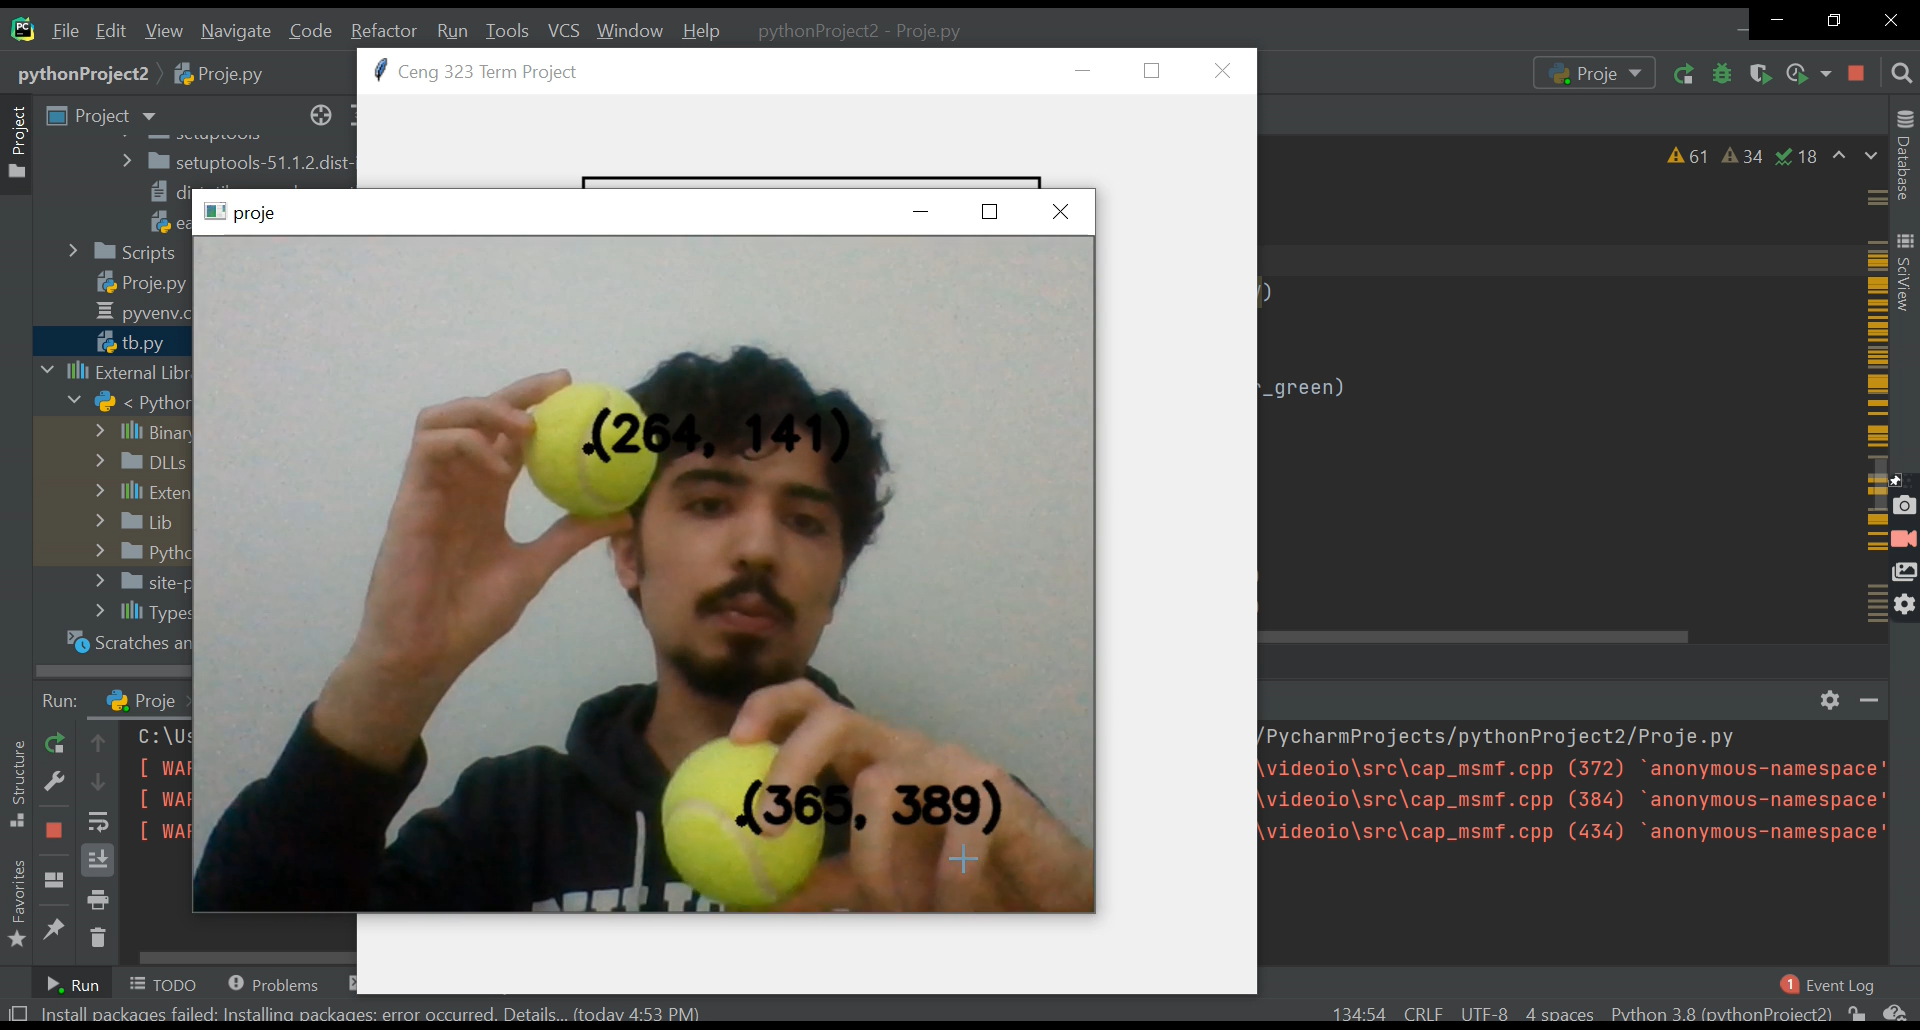 File Edit View Navigate Code Refactor Run Tools VCS Window Help pythonProject2 - Proje.py
pythonProject2 Proje.py
Ceng 323 Term Project
Proje
Project
Project
setuptools
setuptools-51.1.2.dist-
61 34 18
Database
proje
Scripts
Proje.py
pyvenv.c
tb.py
External Libr
< Python
Binary
DLLs
Exten
Lib
Pytho
site-p
Types
Scratches an
SciView
)
r_green)
(264, 141)
(365, 389)
Run: Proje
C:\Us
/PycharmProjects/pythonProject2/Proje.py
[ WAR
\videoio\src\cap_msmf.cpp (372) `anonymous-namespace'
[ WAR
\videoio\src\cap_msmf.cpp (384) `anonymous-namespace'
[ WAR
\videoio\src\cap_msmf.cpp (434) `anonymous-namespace'
Structure
Favorites
Run TODO Problems
1 Event Log
Install packages failed: Installing packages: error occurred. Details... (today 4:53 PM)
134:54 CRLF UTF-8 4 spaces Python 3.8 (pythonProject2)